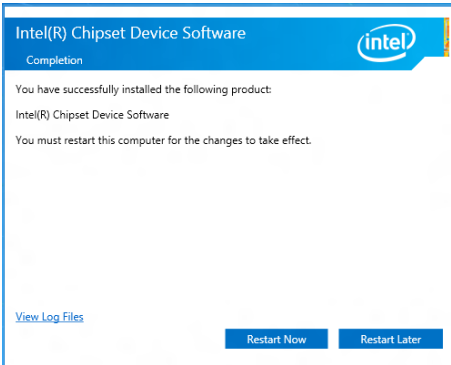 Intel(R) Chipset Device Software
intel
Completion
You have successfully installed the following product:
Intel(R) Chipset Device Software
You must restart this computer for the changes to take effect.
View Log Files
Restart Now
Restart Later